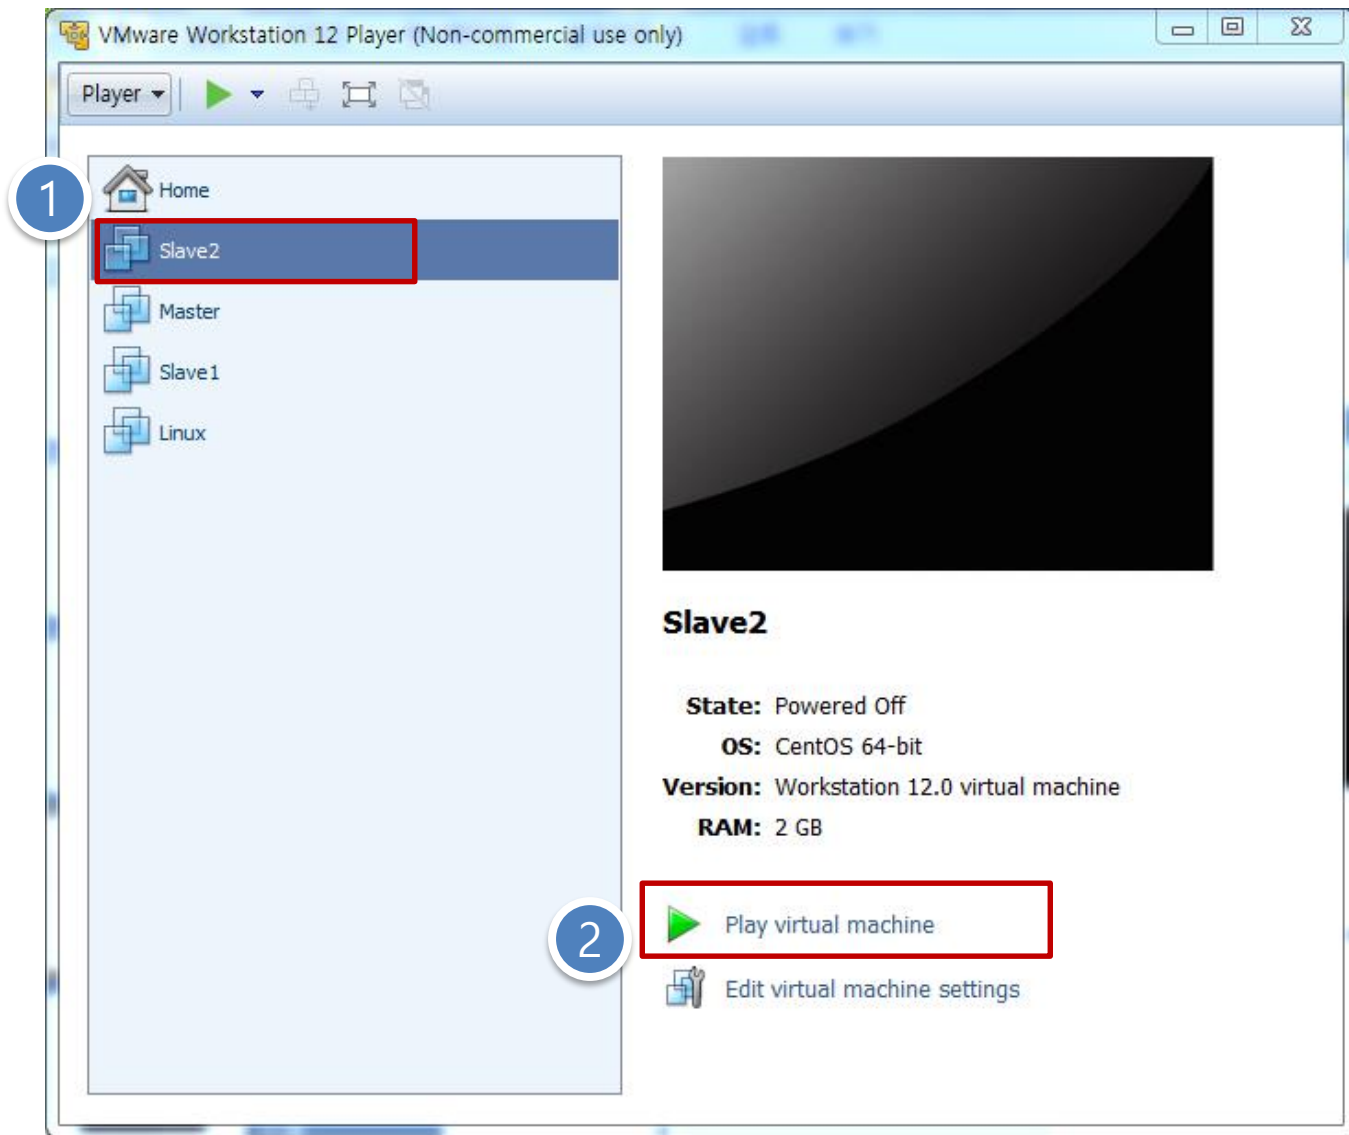 VMware Workstation 12 Player (Non-commercial use only)
Player
1
Home
Slave2
Master
Slave1
Linux
Slave2
State: Powered Off
OS: CentOS 64-bit
Version: Workstation 12.0 virtual machine
RAM: 2 GB
2
Play virtual machine
Edit virtual machine settings